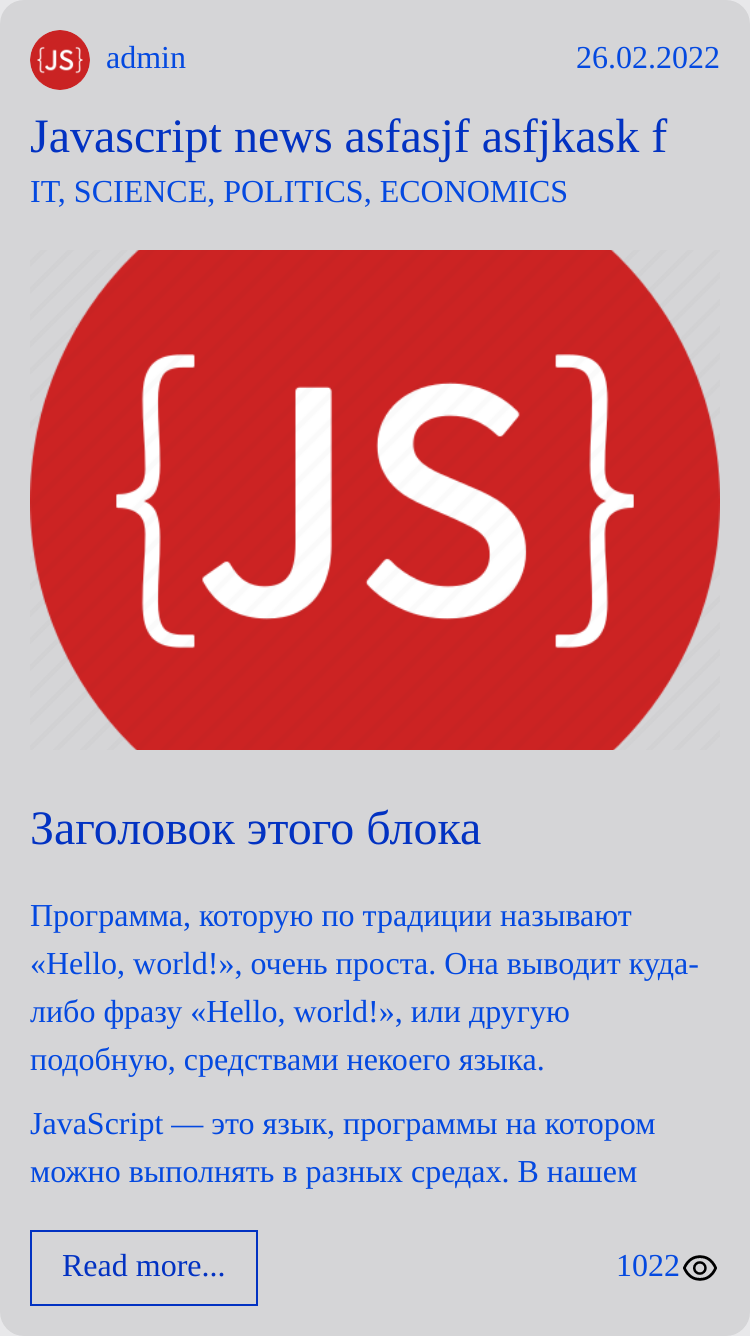 {JS} admin 26.02.2022
Javascript news asfasjf asfjkask f
IT, SCIENCE, POLITICS, ECONOMICS
{JS}
Заголовок этого блока
Программа, которую по традиции называют
«Hello, world!», очень проста. Она выводит куда-
либо фразу «Hello, world!», или другую
подобную, средствами некоего языка.
JavaScript — это язык, программы на котором
можно выполнять в разных средах. В нашем
Read more... 1022